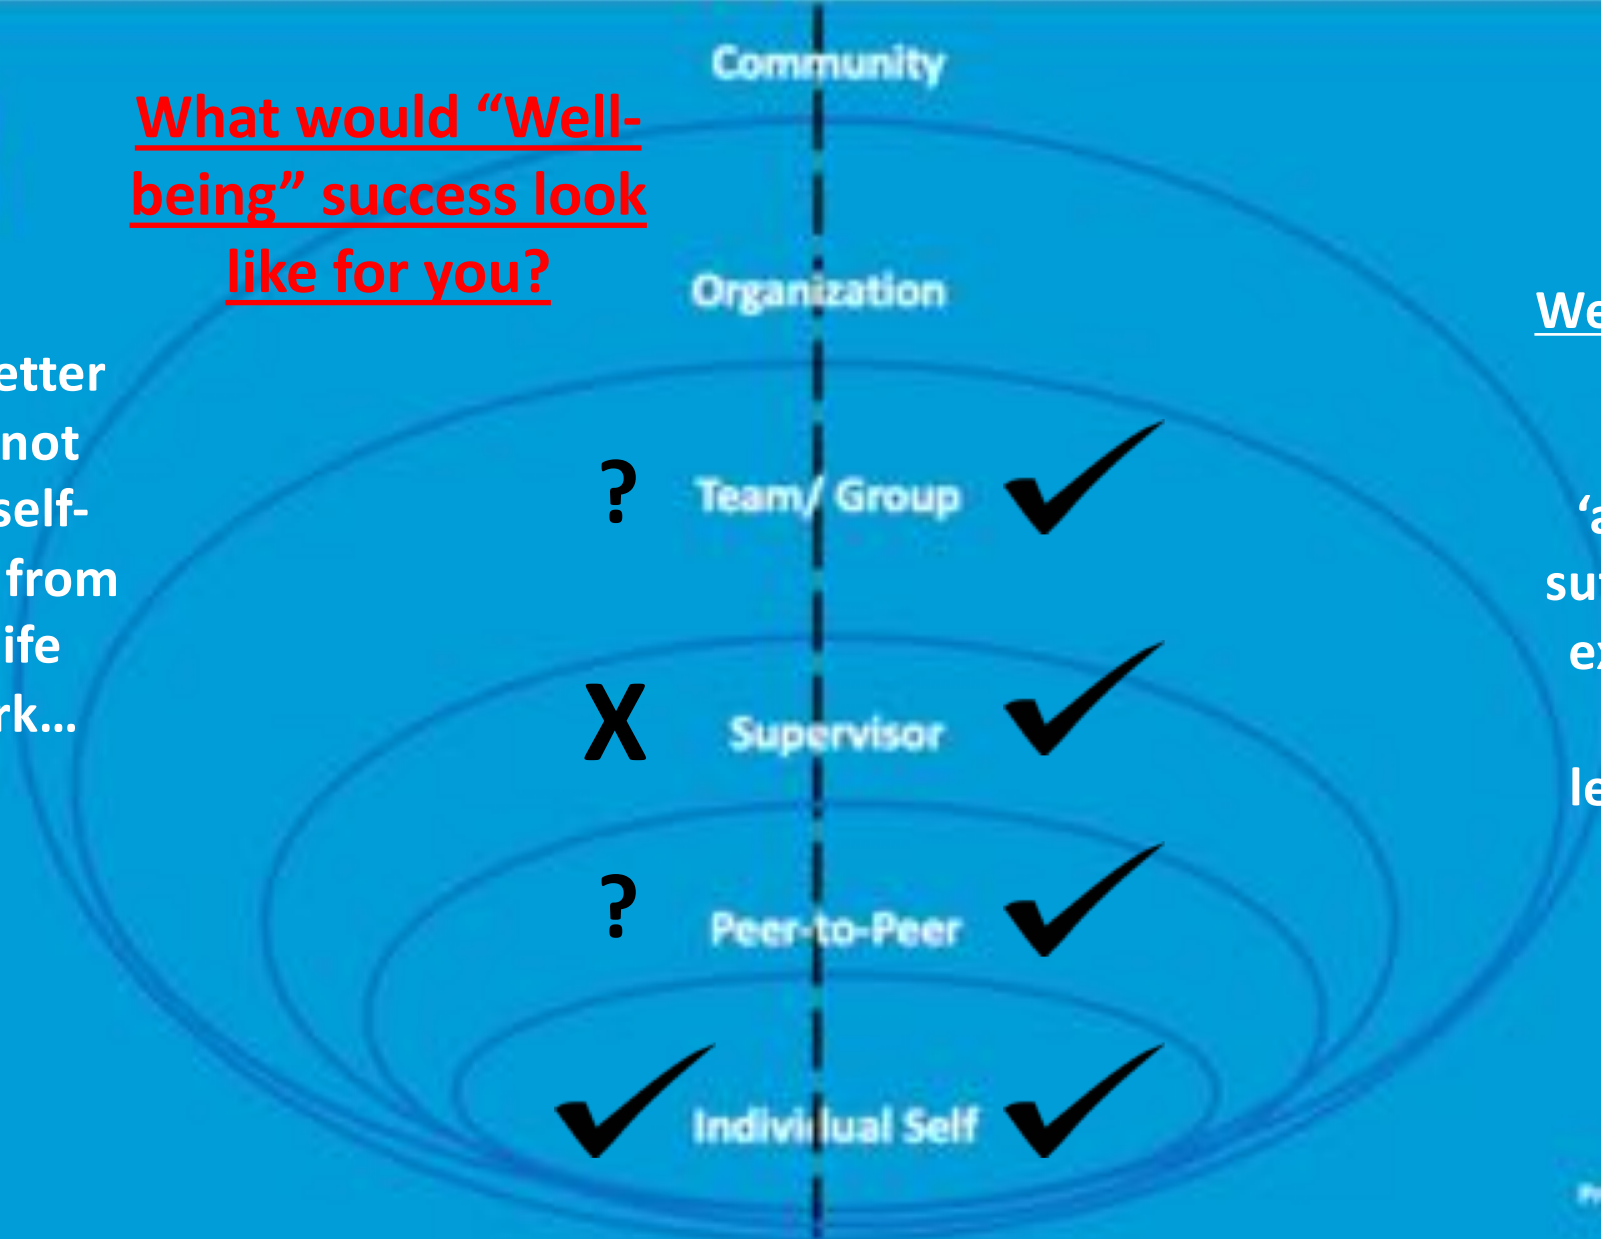 Community
What would “Well-
being” success look
like for you?
Organization
etter
not
self-
from
ife
rk...
?
Team/ Group
X
Supervisor
?
Peer-to-Peer
Individual Self
We
‘a
su
ex
le